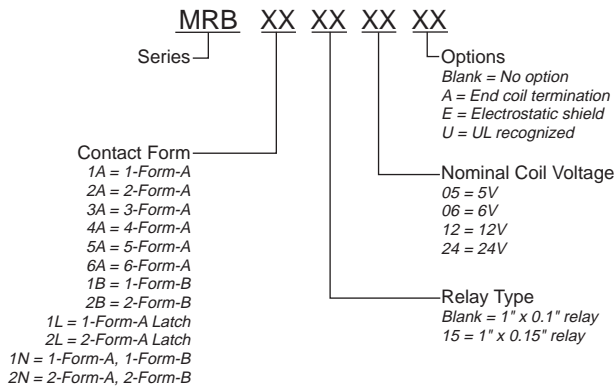 MRB XX XX XX XX
Series
Options
Blank = No option
A = End coil termination
E = Electrostatic shield
U = UL recognized
Contact Form
1A = 1-Form-A
2A = 2-Form-A
3A = 3-Form-A
4A = 4-Form-A
5A = 5-Form-A
6A = 6-Form-A
1B = 1-Form-B
2B = 2-Form-B
1L = 1-Form-A Latch
2L = 2-Form-A Latch
1N = 1-Form-A, 1-Form-B
2N = 2-Form-A, 2-Form-B
Nominal Coil Voltage
05 = 5V
06 = 6V
12 = 12V
24 = 24V
Relay Type
Blank = 1" x 0.1" relay
15 = 1" x 0.15" relay